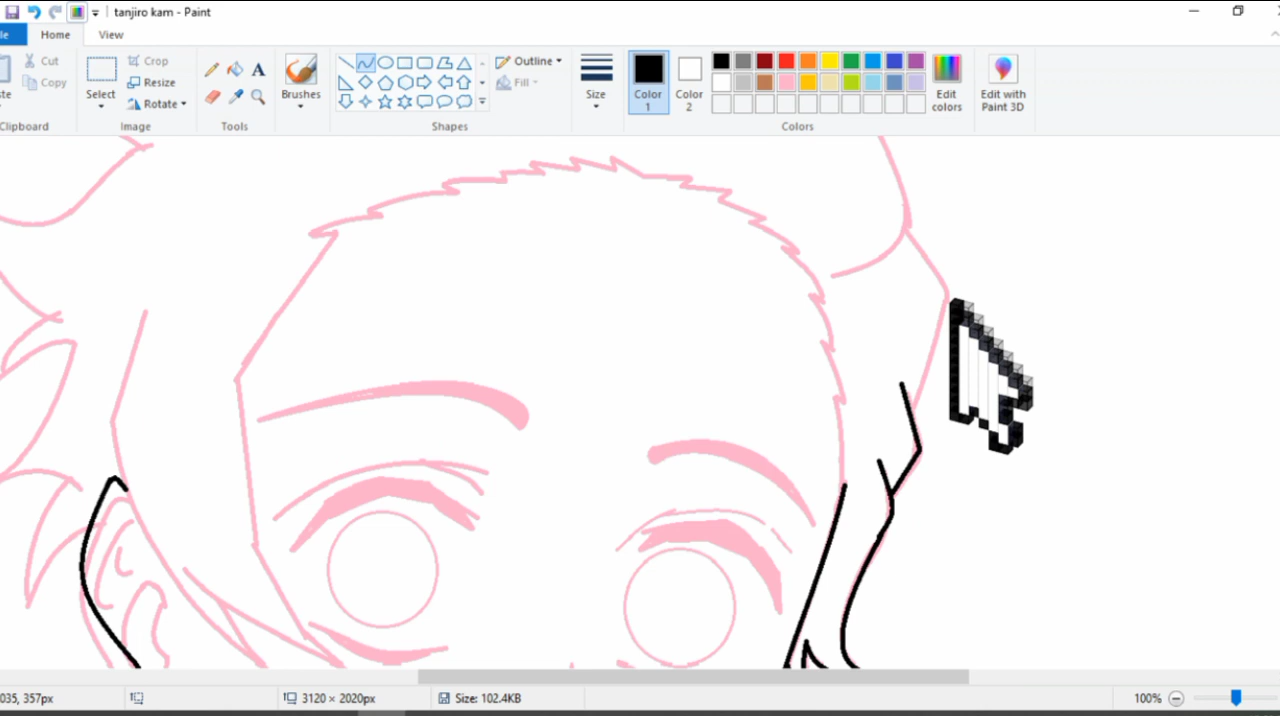 tanjiro kam - Paint
le Home View
Cut
Copy
ste
Clipboard
Select
Crop
Resize
Rotate
Image
A
Tools
Brushes
Outline
Fill
Shapes
Size
Color
1
Color
2
Edit
colors
Colors
Edit with
Paint 3D
035, 357px
3120 × 2020px
Size: 102.4KB
100%